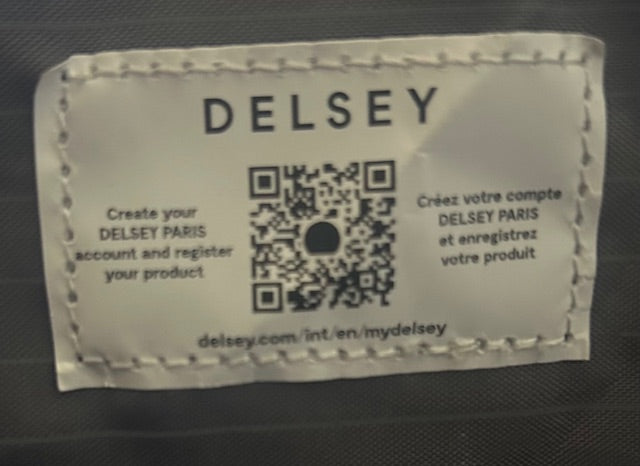 DELSEY
Create your
DELSEY PARIS
account and register
your product
Créez votre compte
DELSEY PARIS
et enregistrez
votre produit
delsey.com/int/en/mydelsey